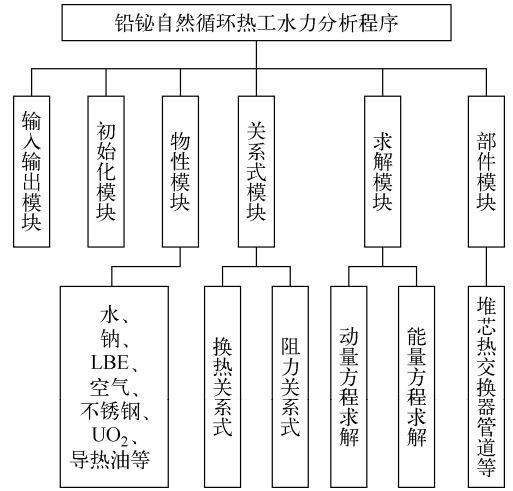 铅铋自然循环热工水力分析程序
输入输出模块
初始化模块
物性模块
关系式模块
求解模块
部件模块
水、
钠、
LBE、
空气、
不锈钢、
UO₂、
导热油等
换热关系式
阻力关系式
动量方程求解
能量方程求解
堆芯热交换器管道等